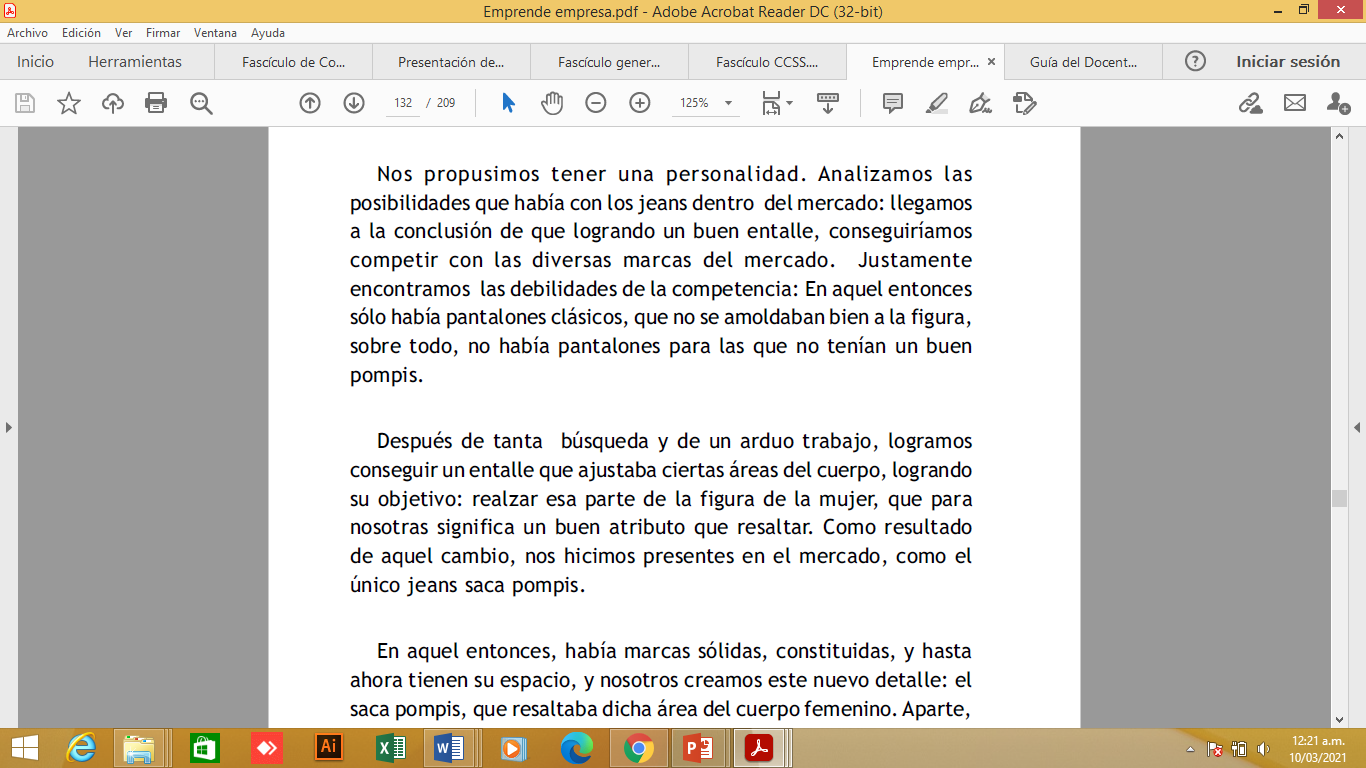 Emprende empresa.pdf - Adobe Acrobat Reader DC (32-bit)
Archivo Edición Ver Firmar Ventana Ayuda
Inicio Herramientas Fascículo de Co... Presentación de... Fascículo gener... Fascículo CCSS.... Emprende empr... Guía del Docent... Iniciar sesión
132 / 209 125%
Nos propusimos tener una personalidad. Analizamos las
posibilidades que había con los jeans dentro del mercado: llegamos
a la conclusión de que logrando un buen entalle, conseguiríamos
competir con las diversas marcas del mercado. Justamente
encontramos las debilidades de la competencia: En aquel entonces
sólo había pantalones clásicos, que no se amoldaban bien a la figura,
sobre todo, no había pantalones para las que no tenían un buen
pompis.
Después de tanta búsqueda y de un arduo trabajo, logramos
conseguir un entalle que ajustaba ciertas áreas del cuerpo, logrando
su objetivo: realzar esa parte de la figura de la mujer, que para
nosotras significa un buen atributo que resaltar. Como resultado
de aquel cambio, nos hicimos presentes en el mercado, como el
único jeans saca pompis.
En aquel entonces, había marcas sólidas, constituidas, y hasta
ahora tienen su espacio, y nosotros creamos este nuevo detalle: el
saca pompis, que resaltaba dicha área del cuerpo femenino. Aparte,
Ai
12:21 a.m.
10/03/2021